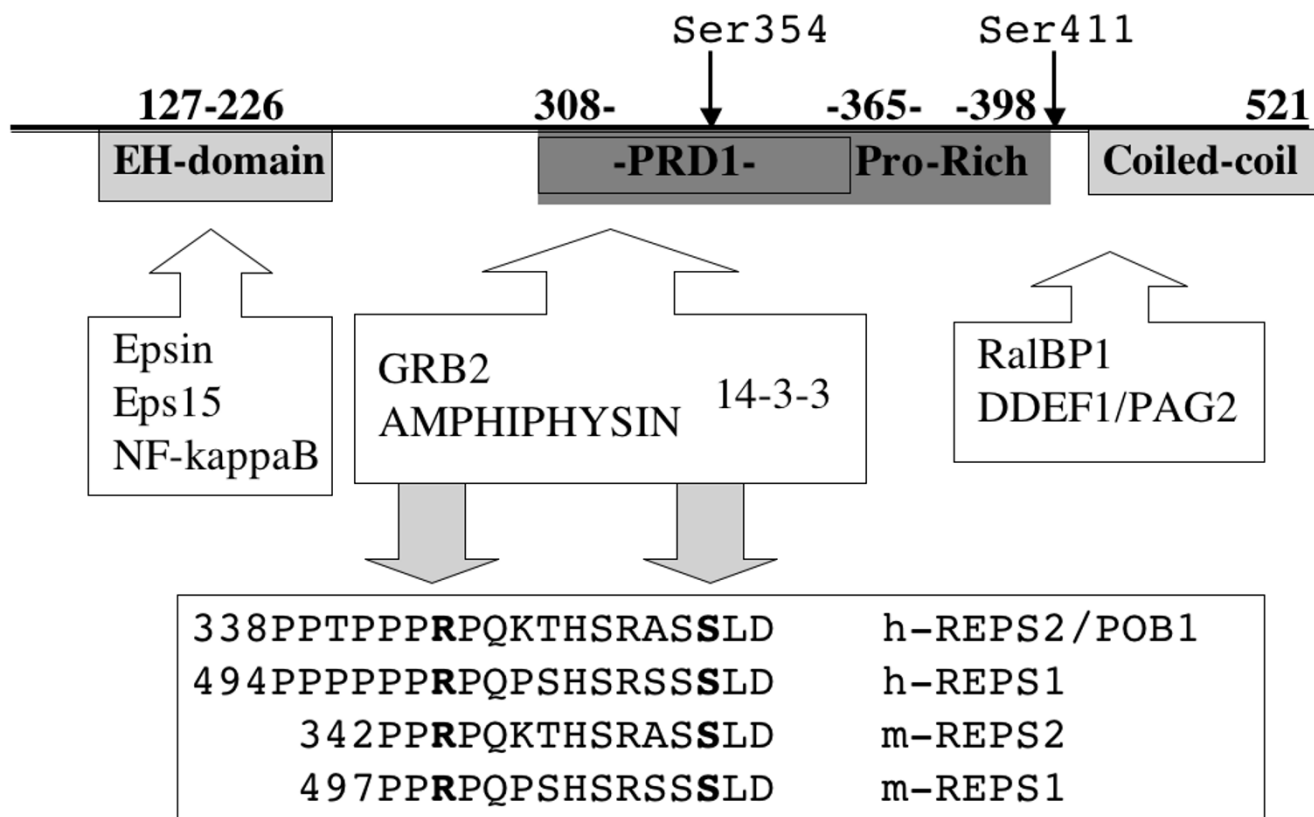 Ser354 Ser411
127-226 308- -365- -398 521
EH-domain -PRD1- Pro-Rich Coiled-coil
Epsin
Eps15
NF-kappaB
GRB2
AMPHIPHYSIN
14-3-3
RalBP1
DDEF1/PAG2
338PPTPPPRPQKTHSRASSLD h-REPS2/POB1
494PPPPPPRPQPSHSRSSSLD h-REPS1
342PPRPQKTHSRASSLD m-REPS2
497PPRPQPSHSRSSSLD m-REPS1